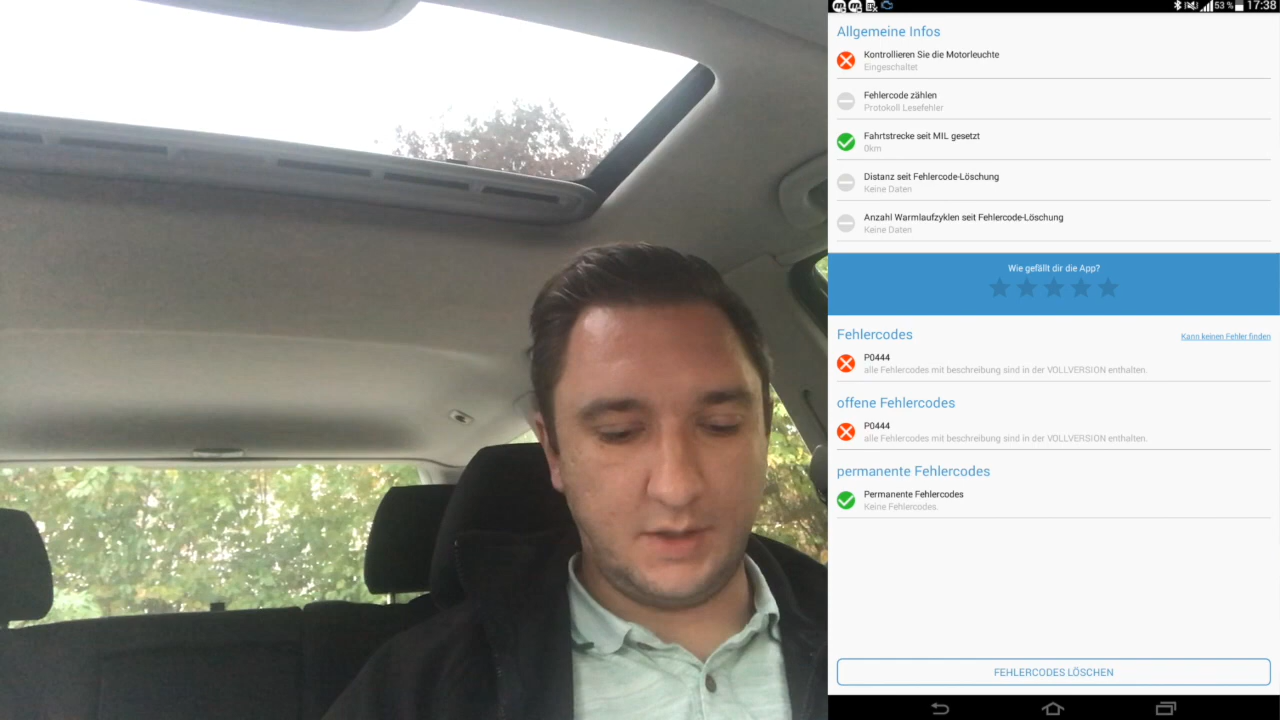 53 % 17:38
Allgemeine Infos
Kontrollieren Sie die Motorleuchte
Eingeschaltet
Fehlercode zählen
Protokoll Lesefehler
Fahrtstrecke seit MIL gesetzt
0km
Distanz seit Fehlercode-Löschung
Keine Daten
Anzahl Warmlaufzyklen seit Fehlercode-Löschung
Keine Daten
Wie gefällt dir die App?
Fehlercodes
Kann keinen Fehler finden
P0444
alle Fehlercodes mit beschreibung sind in der VOLLVERSION enthalten.
offene Fehlercodes
P0444
alle Fehlercodes mit beschreibung sind in der VOLLVERSION enthalten.
permanente Fehlercodes
Permanente Fehlercodes
Keine Fehlercodes.
FEHLERCODES LÖSCHEN